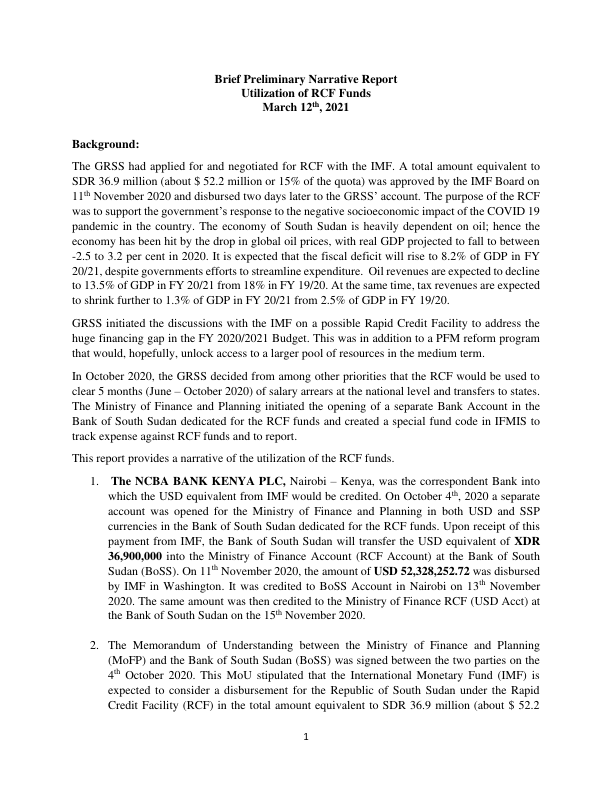 Brief Preliminary Narrative Report
Utilization of RCF Funds
March 12th, 2021
Background:
The GRSS had applied for and negotiated for RCF with the IMF. A total amount equivalent to
SDR 36.9 million (about $ 52.2 million or 15% of the quota) was approved by the IMF Board on
11th November 2020 and disbursed two days later to the GRSS' account. The purpose of the RCF
was to support the government's response to the negative socioeconomic impact of the COVID 19
pandemic in the country. The economy of South Sudan is heavily dependent on oil; hence the
economy has been hit by the drop in global oil prices, with real GDP projected to fall to between
-2.5 to 3.2 per cent in 2020. It is expected that the fiscal deficit will rise to 8.2% of GDP in FY
20/21, despite governments efforts to streamline expenditure. Oil revenues are expected to decline
to 13.5% of GDP in FY 20/21 from 18% in FY 19/20. At the same time, tax revenues are expected
to shrink further to 1.3% of GDP in FY 20/21 from 2.5% of GDP in FY 19/20.
GRSS initiated the discussions with the IMF on a possible Rapid Credit Facility to address the
huge financing gap in the FY 2020/2021 Budget. This was in addition to a PFM reform program
that would, hopefully, unlock access to a larger pool of resources in the medium term.
In October 2020, the GRSS decided from among other priorities that the RCF would be used to
clear 5 months (June – October 2020) of salary arrears at the national level and transfers to states.
The Ministry of Finance and Planning initiated the opening of a separate Bank Account in the
Bank of South Sudan dedicated for the RCF funds and created a special fund code in IFMIS to
track expense against RCF funds and to report.
This report provides a narrative of the utilization of the RCF funds.
1. The NCBA BANK KENYA PLC, Nairobi – Kenya, was the correspondent Bank into
which the USD equivalent from IMF would be credited. On October 4th, 2020 a separate
account was opened for the Ministry of Finance and Planning in both USD and SSP
currencies in the Bank of South Sudan dedicated for the RCF funds. Upon receipt of this
payment from IMF, the Bank of South Sudan will transfer the USD equivalent of XDR
36,900,000 into the Ministry of Finance Account (RCF Account) at the Bank of South
Sudan (BoSS). On 11th November 2020, the amount of USD 52,328,252.72 was disbursed
by IMF in Washington. It was credited to BoSS Account in Nairobi on 13th November
2020. The same amount was then credited to the Ministry of Finance RCF (USD Acct) at
the Bank of South Sudan on the 15th November 2020.
2. The Memorandum of Understanding between the Ministry of Finance and Planning
(MoFP) and the Bank of South Sudan (BoSS) was signed between the two parties on the
4th October 2020. This MoU stipulated that the International Monetary Fund (IMF) is
expected to consider a disbursement for the Republic of South Sudan under the Rapid
Credit Facility (RCF) in the total amount equivalent to SDR 36.9 million (about $ 52.2
1